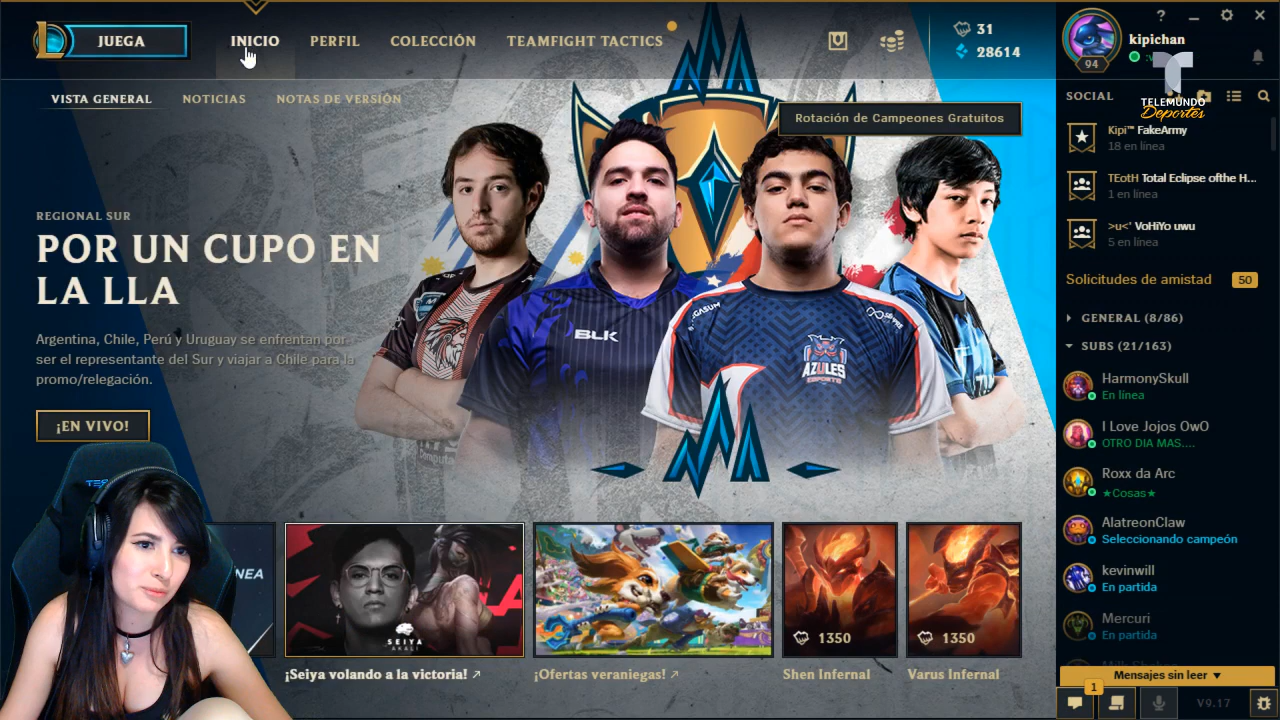 JUEGA
INICIO
PERFIL
COLECCIÓN
TEAMFIGHT TACTICS
31
28614
?
kipichan
94
VISTA GENERAL
NOTICIAS
NOTAS DE VERSIÓN
SOCIAL
TELEMUNDO
Deportes
Rotación de Campeones Gratuitos
Kipi™ FakeArmy
18 en línea
TEotH Total Eclipse ofthe H...
1 en línea
>u<' VoHiYo uwu
5 en línea
Solicitudes de amistad 50
GENERAL (8/86)
SUBS (21/163)
HarmonySkull
En línea
I Love Jojos OwO
OTRO DIA MAS....
Roxx da Arc
★Cosas★
AlatreonClaw
Seleccionando campeón
kevinwill
En partida
Mercuri
En partida
Mensajes sin leer
1
V9.17
REGIONAL SUR
POR UN CUPO EN
LA LLA
Argentina, Chile, Perú y Uruguay se enfrentan por
ser el representante del Sur y viajar a Chile para la
promo/relegación.
¡EN VIVO!
BLK
AZULES
ESPORTS
NEA
SEIYA
AKALI
1350
1350
¡Seiya volando a la victoria!
¡Ofertas veraniegas!
Shen Infernal
Varus Infernal